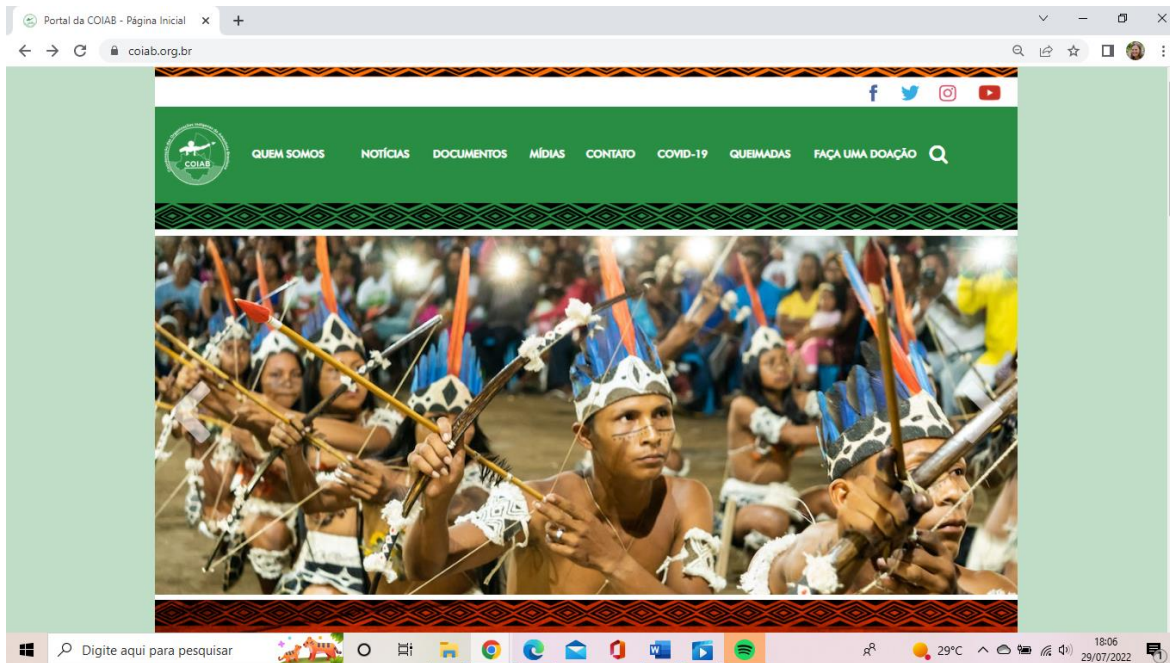 Portal da COIAB - Página Inicial
coiab.org.br
COIAB
QUEM SOMOS NOTÍCIAS DOCUMENTOS MÍDIAS CONTATO COVID-19 QUEIMADAS FAÇA UMA DOAÇÃO
Digite aqui para pesquisar
29°C
18:06
29/07/2022